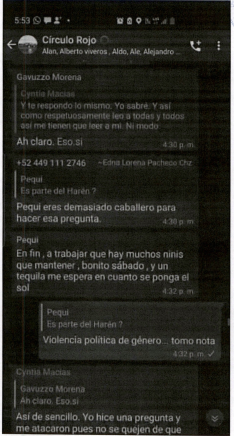 5:53
Círculo Rojo
Alan, Alberto viveros, Aldo, Ale, Alejandro ...
Gavuzzo Morena
Cyntia Macias
Y te respondo lo mismo. Yo sabré. Y así
como respetuosamente leo a todas y todos
así me tienen que leer a mi. Ni modo
Ah claro. Eso.si
4:30 p. m.
+52 449 111 2746 ~Edna Lorena Pacheco Chz
Pequi
Es parte del Harén ?
Pequi eres demasiado caballero para
hacer esa pregunta.
4:30 p. m.
Pequi
En fin , a trabajar que hay muchos ninis
que mantener , bonito sábado , y un
tequila me espera en cuanto se ponga el
sol
4:32 p. m.
Pequi
Es parte del Harén ?
Violencia política de género... tomo nota
4:32 p. m. ✓
Cyntia Macias
Gavuzzo Morena
Ah claro. Eso.si
Así de sencillo. Yo hice una pregunta y
me atacaron pues no se quejen de que